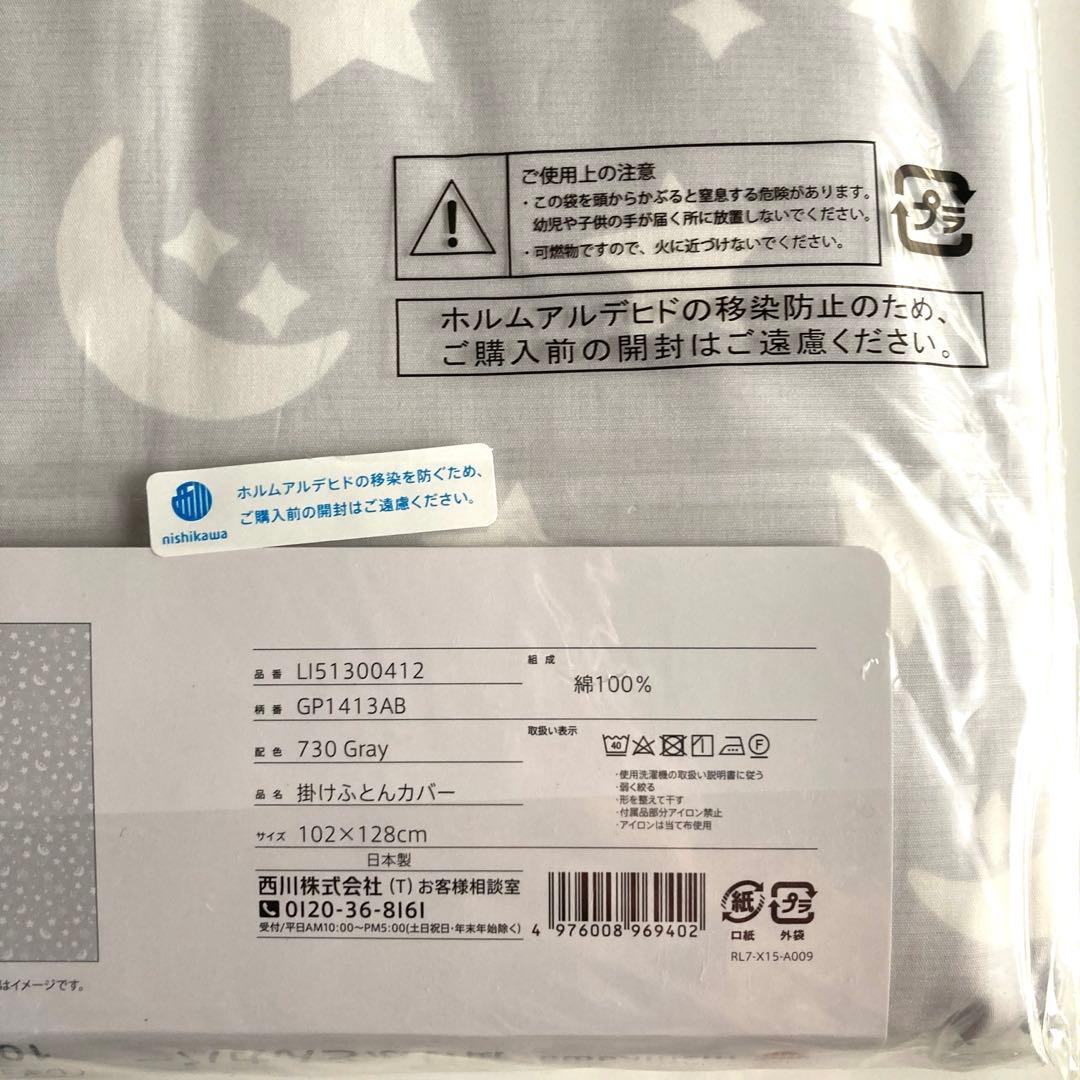 ご使用上の注意
・この袋を頭からかぶると窒息する危険があります。
幼児や子供の手が届く所に放置しないでください。
・可燃物ですので、火に近づけないでください。
プラ
ホルムアルデヒドの移染防止のため、
ご購入前の開封はご遠慮ください。
nishikawa
ホルムアルデヒドの移染を防ぐため、
ご購入前の開封はご遠慮ください。
品番 LI51300412
柄番 GP1413AB
配色 730 Gray
品名 掛けふとんカバー
サイズ 102×128cm
日本製
組成
綿100%
取扱い表示
40 F
・使用洗濯機の取扱い説明書に従う
・弱く絞る
・形を整えて干す
・付属品部分アイロン禁止
・アイロンは当て布使用
西川株式会社(T)お客様相談室
0120-36-8161
受付/平日AM10:00〜PM5:00(土日祝日・年末年始除く)
4 976008 969402
紙 プラ
口紙 外袋
RL7-X15-A009
はイメージです。